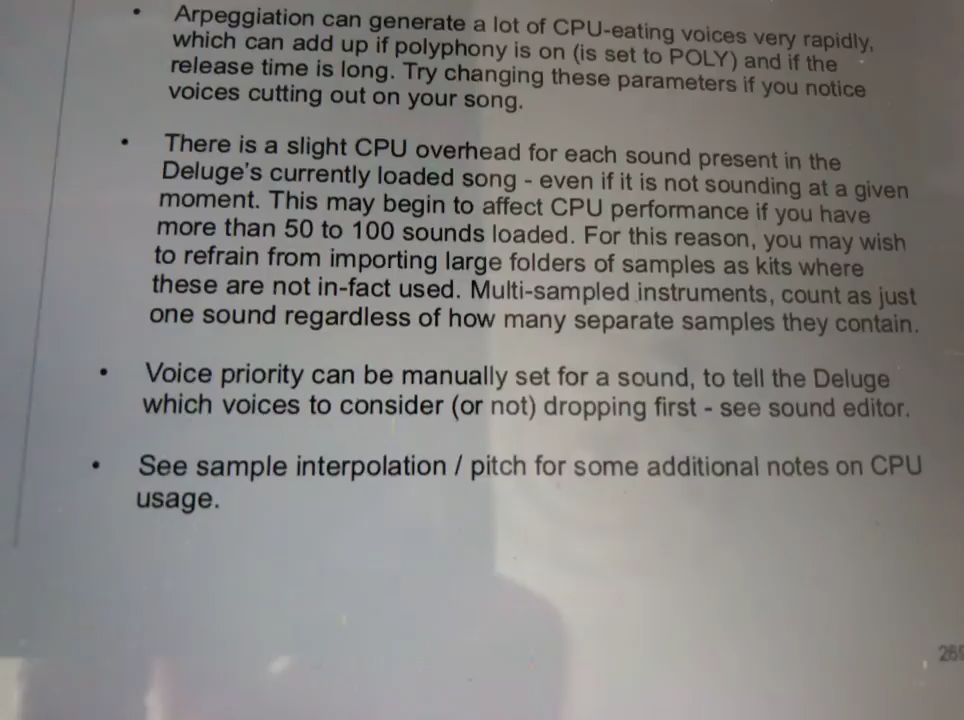 • Arpeggiation can generate a lot of CPU-eating voices very rapidly,
which can add up if polyphony is on (is set to POLY) and if the
release time is long. Try changing these parameters if you notice
voices cutting out on your song.
• There is a slight CPU overhead for each sound present in the
Deluge's currently loaded song - even if it is not sounding at a given
moment. This may begin to affect CPU performance if you have
more than 50 to 100 sounds loaded. For this reason, you may wish
to refrain from importing large folders of samples as kits where
these are not in-fact used. Multi-sampled instruments, count as just
one sound regardless of how many separate samples they contain.
• Voice priority can be manually set for a sound, to tell the Deluge
which voices to consider (or not) dropping first - see sound editor.
• See sample interpolation / pitch for some additional notes on CPU
usage.